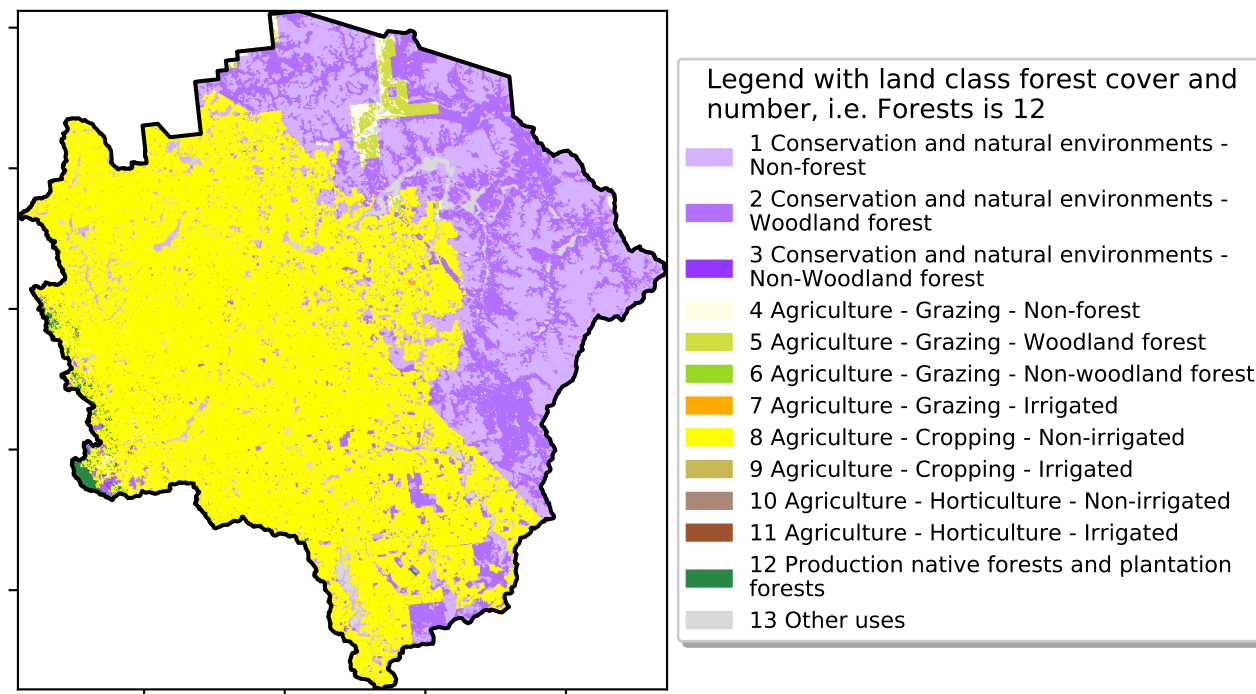 Legend with land class forest cover and
number, i.e. Forests is 12
1 Conservation and natural environments -
Non-forest
2 Conservation and natural environments -
Woodland forest
3 Conservation and natural environments -
Non-Woodland forest
4 Agriculture - Grazing - Non-forest
5 Agriculture - Grazing - Woodland forest
6 Agriculture - Grazing - Non-woodland forest
7 Agriculture - Grazing - Irrigated
8 Agriculture - Cropping - Non-irrigated
9 Agriculture - Cropping - Irrigated
10 Agriculture - Horticulture - Non-irrigated
11 Agriculture - Horticulture - Irrigated
12 Production native forests and plantation
forests
13 Other uses